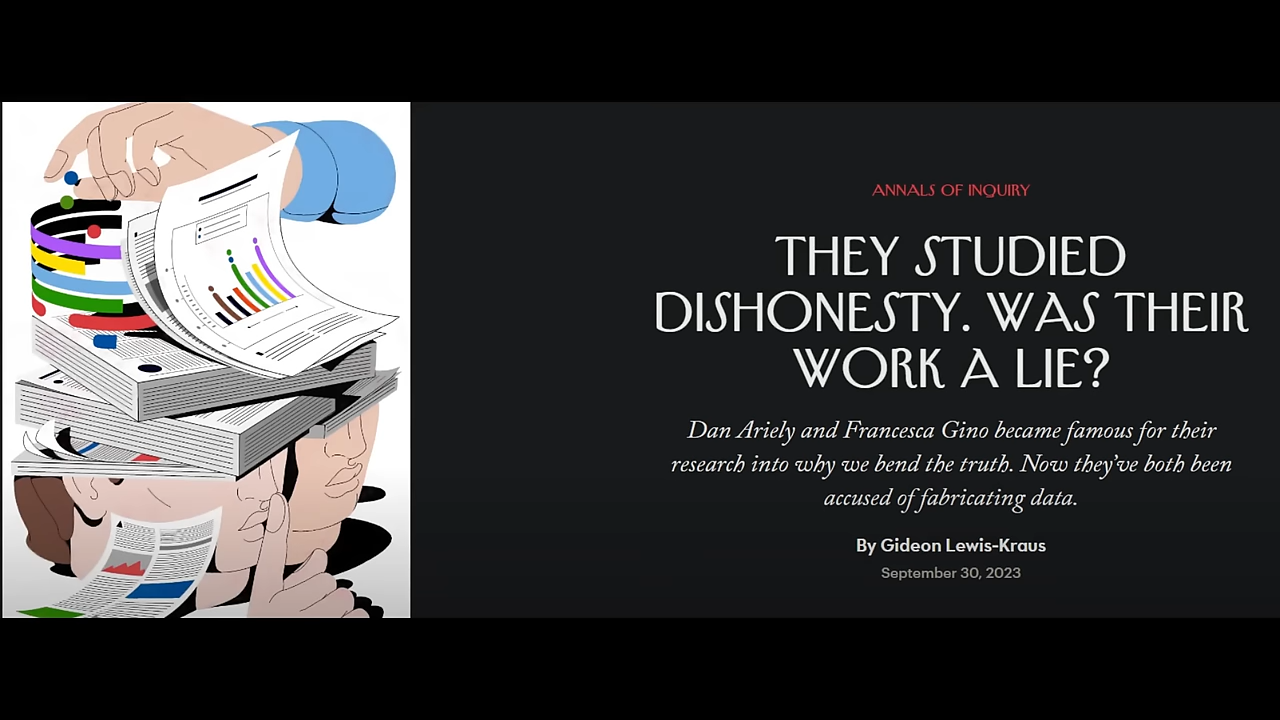 ANNALS OF INQUIRY
THEY STUDIED
DISHONESTY. WAS THEIR
WORK A LIE?
Dan Ariely and Francesca Gino became famous for their
research into why we bend the truth. Now they’ve both been
accused of fabricating data.
By Gideon Lewis-Kraus
September 30, 2023